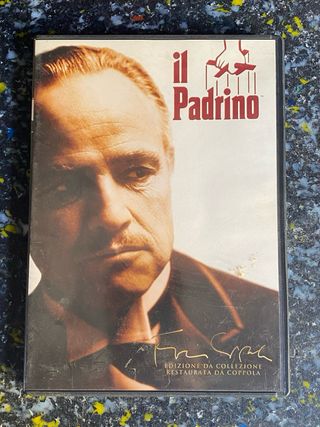 il
Padrino
EDIZIONE DA COLLEZIONE
RESTAURATA DA COPPOLA